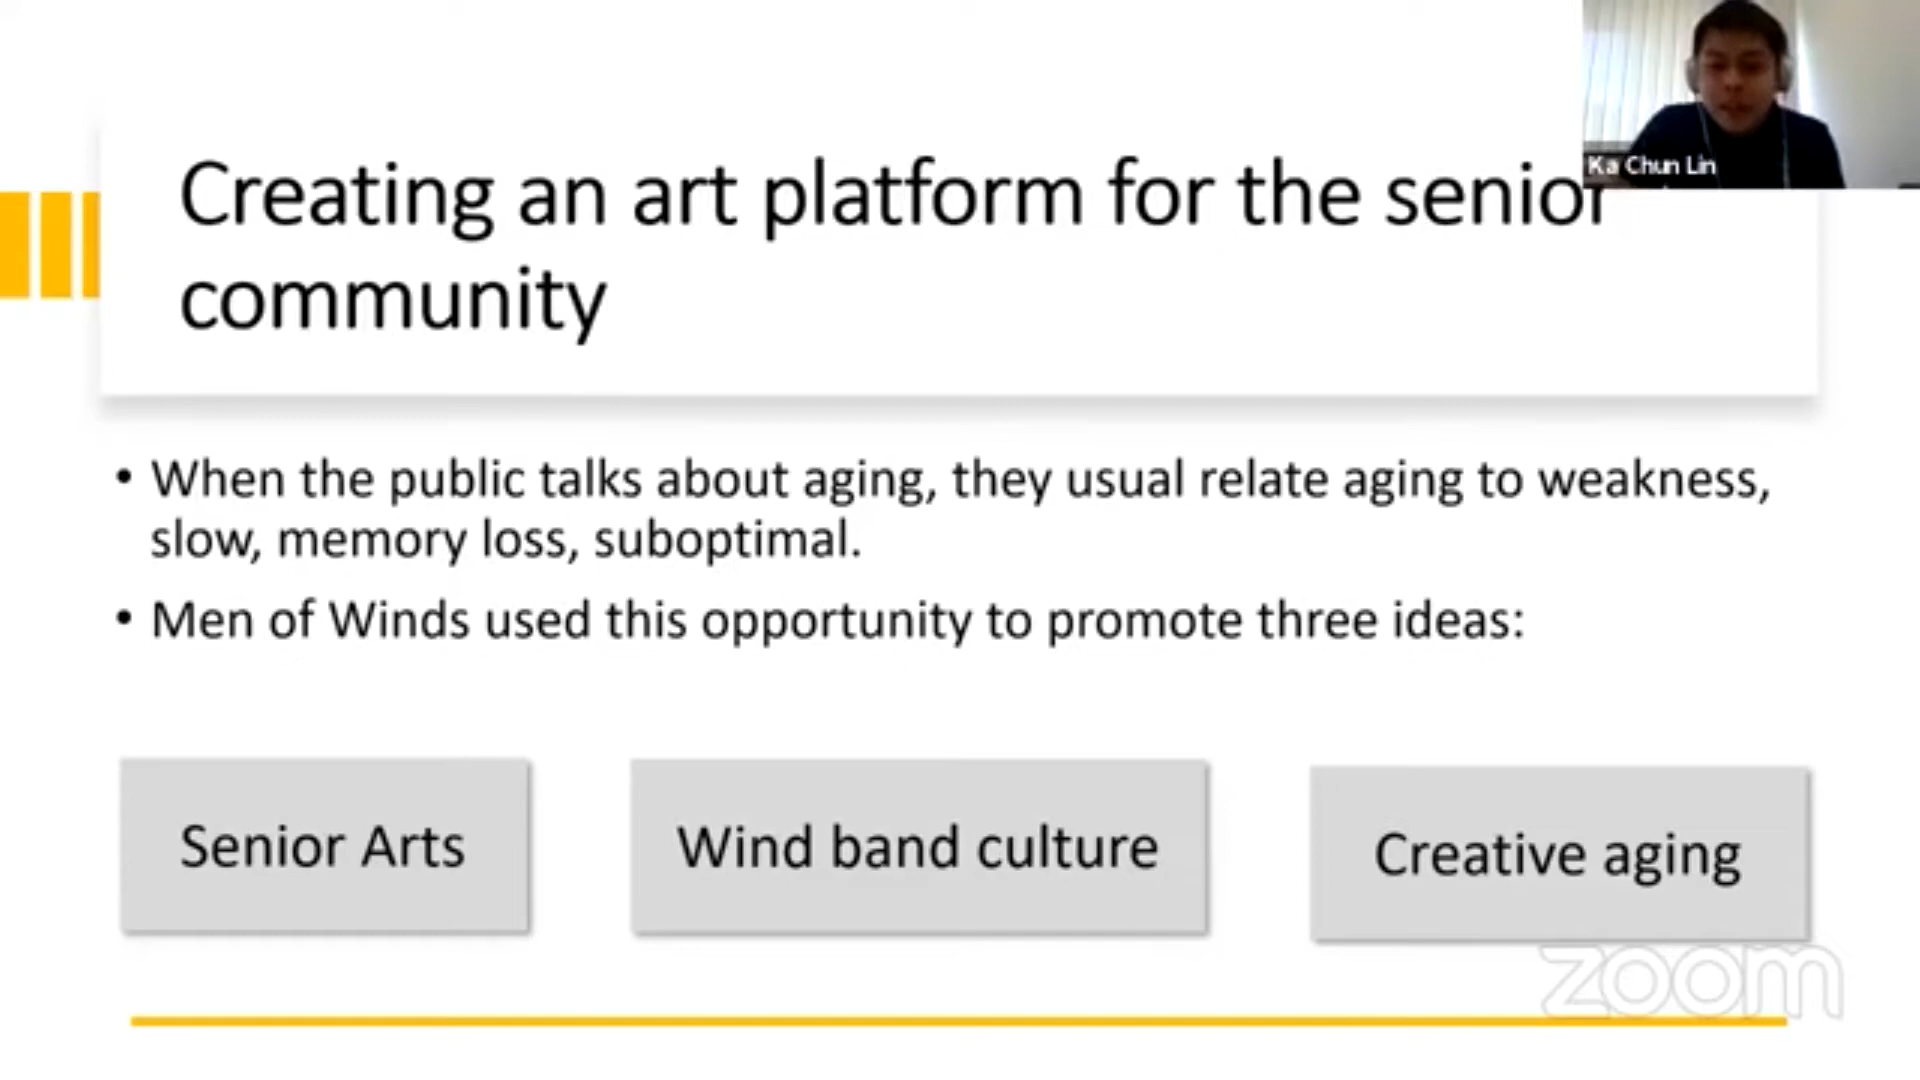 Ka Chun Lin
Creating an art platform for the senior
community
• When the public talks about aging, they usual relate aging to weakness,
slow, memory loss, suboptimal.
• Men of Winds used this opportunity to promote three ideas:
Senior Arts
Wind band culture
Creative aging
zoom